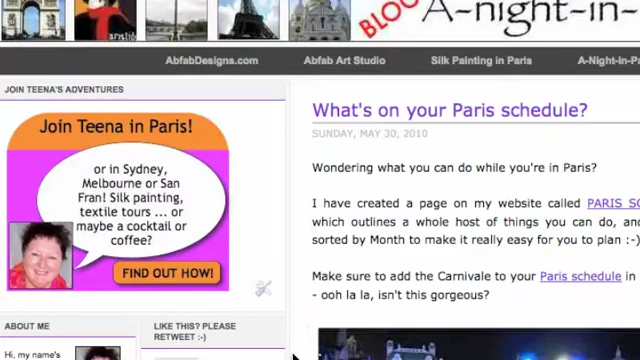 BLOG
A-night-in-
AbfabDesigns.com
Abfab Art Studio
Silk Painting in Paris
A-Night-In-Pa
JOIN TEENA'S ADVENTURES
Join Teena in Paris!
or in Sydney,
Melbourne or San
Fran! Silk painting,
textile tours ... or
maybe a cocktail or
coffee?
FIND OUT HOW!
ABOUT ME
Hi, my name's
LIKE THIS? PLEASE
RETWEET :-)
What's on your Paris schedule?
SUNDAY, MAY 30, 2010
Wondering what you can do while you're in Paris?
I have created a page on my website called PARIS SC
which outlines a whole host of things you can do, and
sorted by Month to make it really easy for you to plan :-)
Make sure to add the Carnivale to your Paris schedule in
- ooh la la, isn't this gorgeous?